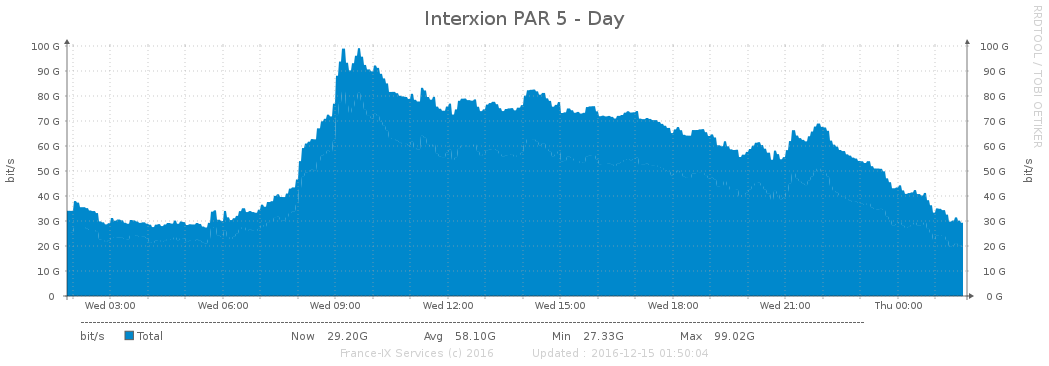 Interxion PAR 5 - Day
RRDTOOL / TOBI OETIKER
bit/s
100 G 100 G
90 G 90 G
80 G 80 G
70 G 70 G
60 G 60 G
50 G 50 G
40 G 40 G
30 G 30 G
20 G 20 G
10 G 10 G
0 0 G
bit/s
Wed 03:00 Wed 06:00 Wed 09:00 Wed 12:00 Wed 15:00 Wed 18:00 Wed 21:00 Thu 00:00
bit/s Total Now 29.20G Avg 58.10G Min 27.33G Max 99.02G
France-IX Services (c) 2016 Updated : 2016-12-15 01:50:04